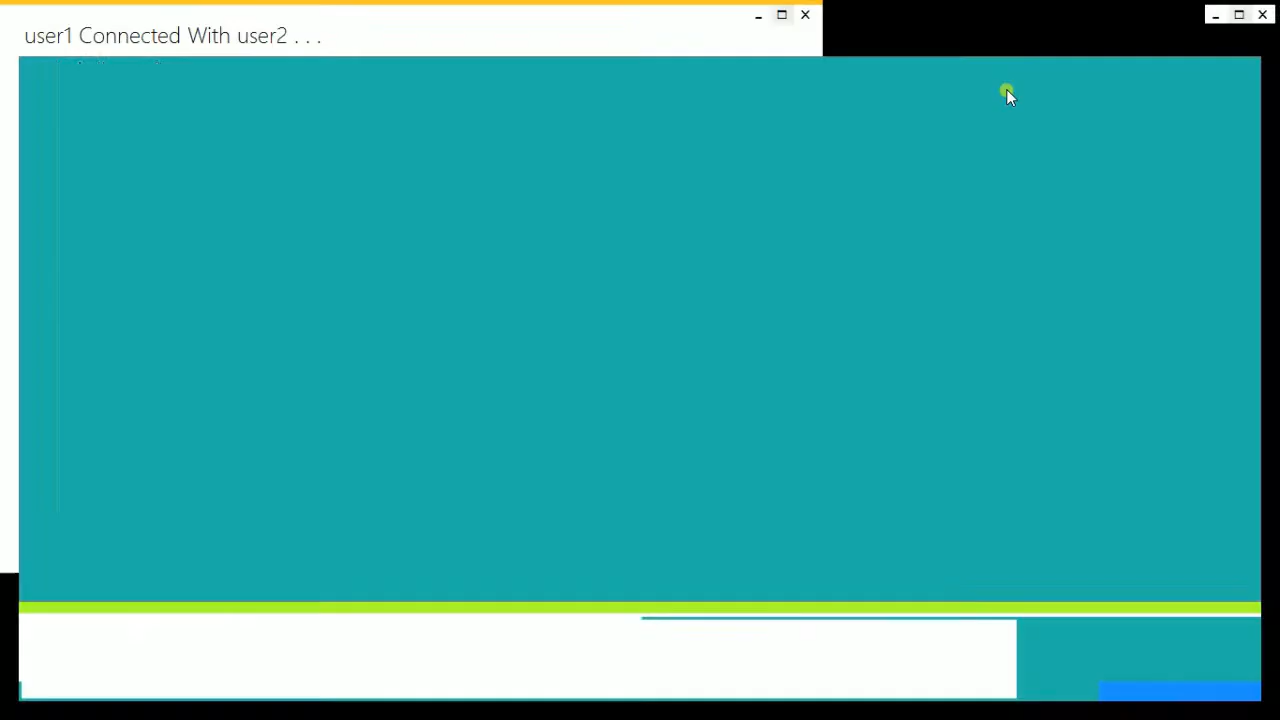 user1 Connected With user2 . . .